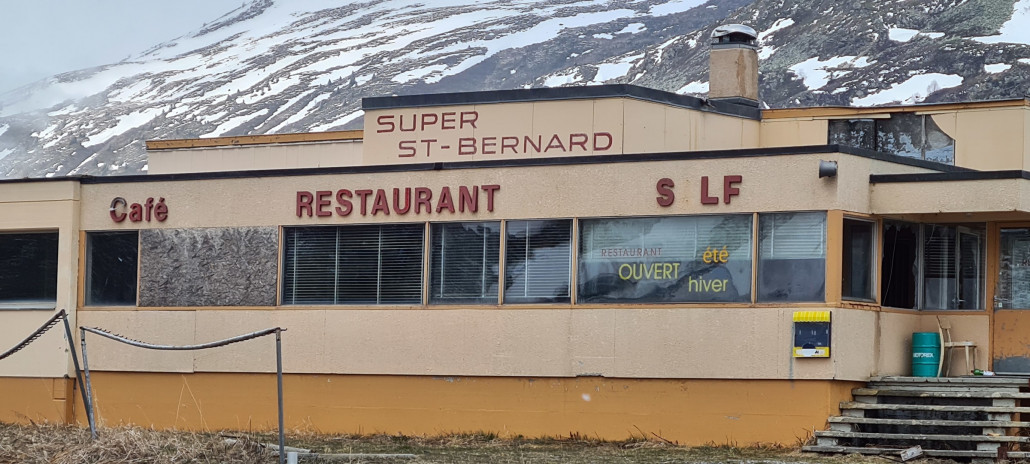 SUPER
ST-BERNARD
Café RESTAURANT S LF
RESTAURANT
OUVERT été
hiver